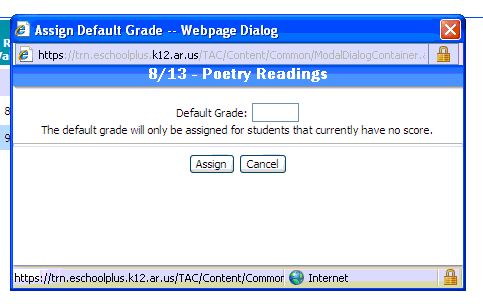 Assign Default Grade -- Webpage Dialog
https://trn.eschoolplus.k12.ar.us/TAC/Content/Common/ModalDialogContainer.
8/13 - Poetry Readings
Default Grade:
The default grade will only be assigned for students that currently have no score.
Assign Cancel
https://trn.eschoolplus.k12.ar.us/TAC/Content/Commor Internet
R
8
9